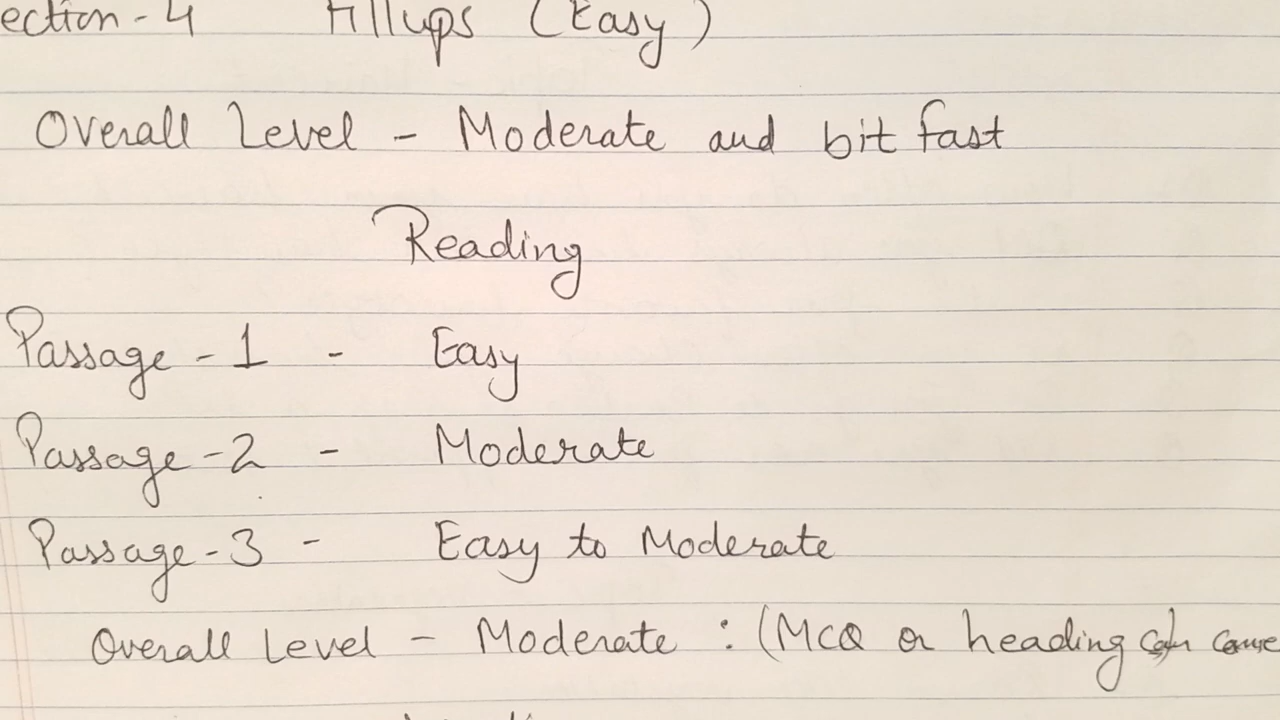 ection - 4 Fillups (Easy)
Overall Level - Moderate and bit fast
Reading
Passage - 1 - Easy
Passage - 2 - Moderate
Passage - 3 - Easy to Moderate
Overall Level - Moderate : (MCQ or heading can